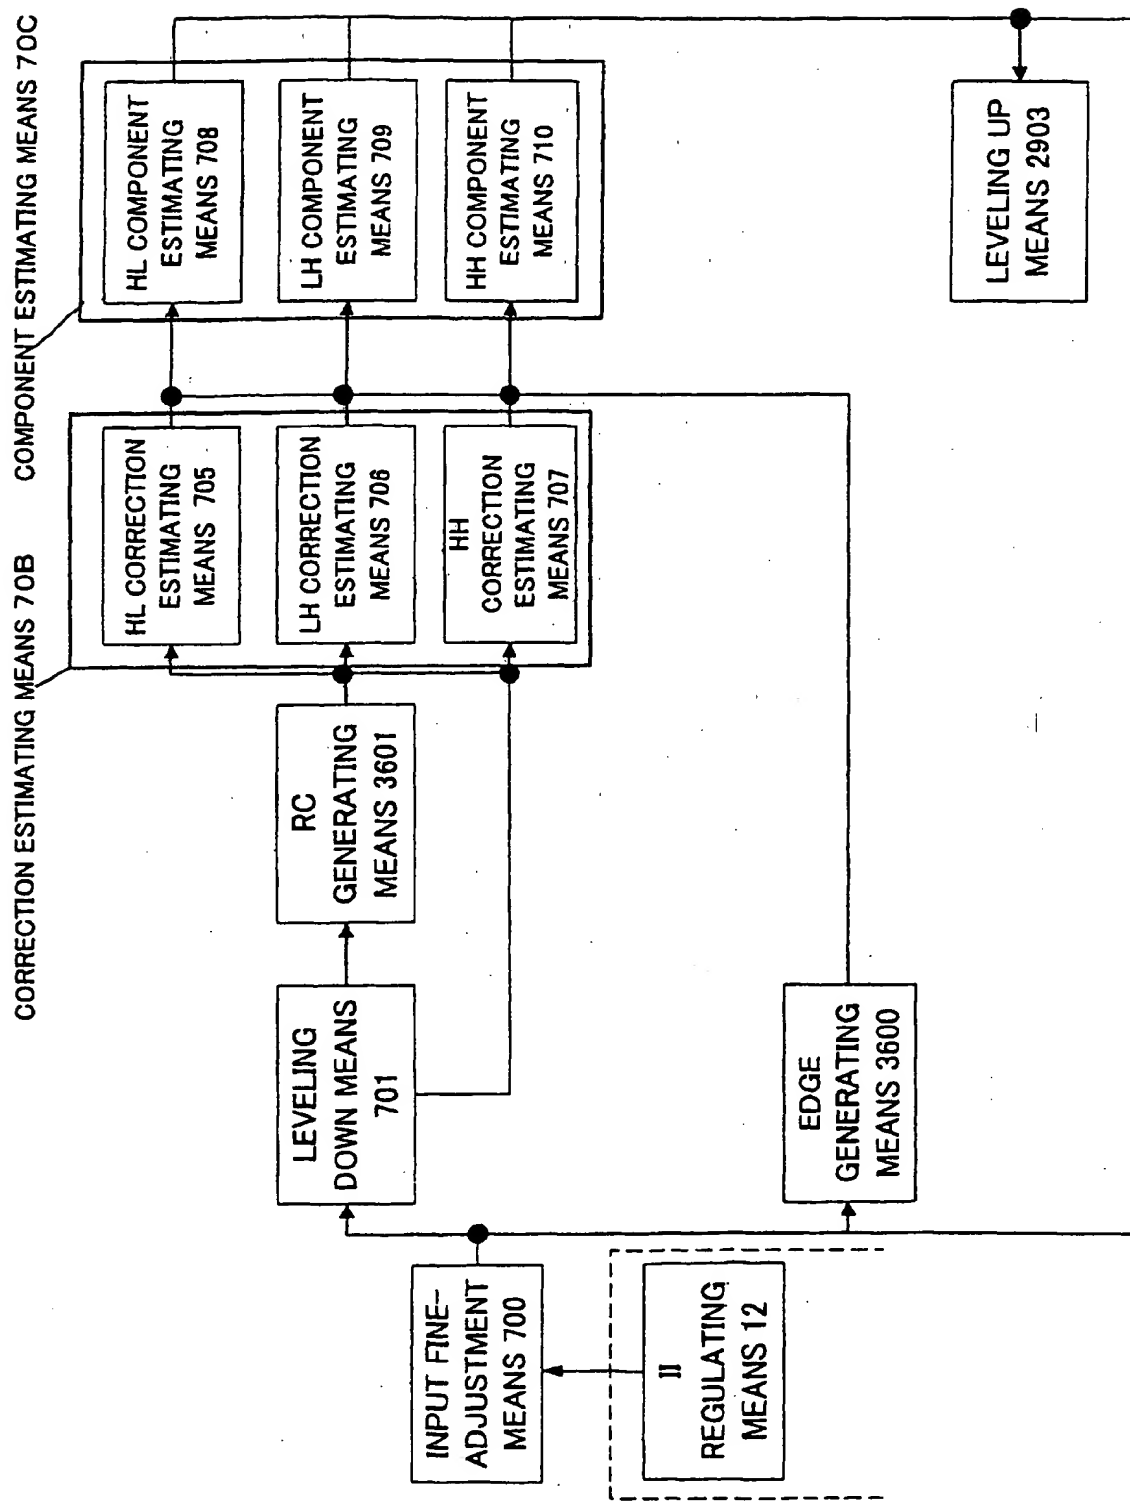 CORRECTION ESTIMATING MEANS 70B
COMPONENT ESTIMATING MEANS 70C
HL CORRECTION
ESTIMATING
MEANS 705
HL COMPONENT
ESTIMATING
MEANS 708
LEVELING
DOWN MEANS
701
RC
GENERATING
MEANS 3601
LH CORRECTION
ESTIMATING
MEANS 706
LH COMPONENT
ESTIMATING
MEANS 709
HH
CORRECTION
ESTIMATING
MEANS 707
HH COMPONENT
ESTIMATING
MEANS 710
INPUT FINE-
ADJUSTMENT
MEANS 700
II
REGULATING
MEANS 12
EDGE
GENERATING
MEANS 3600
LEVELING UP
MEANS 2903